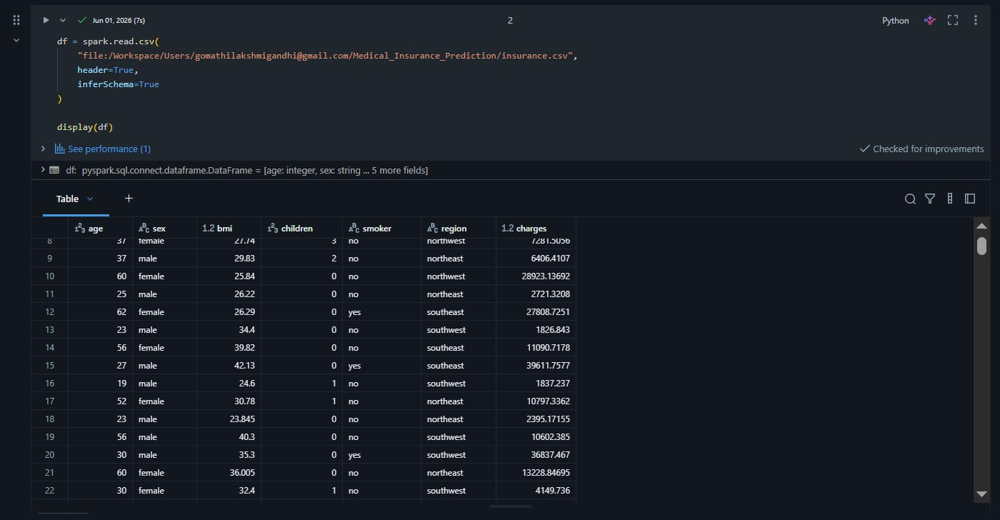 Jun 01, 2026 (7s)
2
Python
df = spark.read.csv(
"file:/Workspace/Users/gomathilakshmigandhi@gmail.com/Medical_Insurance_Prediction/insurance.csv",
header=True,
inferSchema=True
)
display(df)
See performance (1)
Checked for improvements
df: pyspark.sql.connect.dataframe.DataFrame = [age: integer, sex: string ... 5 more fields]
Table
+
123 age ABC sex 1.2 bmi 123 children ABC smoker ABC region 1.2 charges
8 37 female 27.74 3 no northwest 7281.5056
9 37 male 29.83 2 no northeast 6406.4107
10 60 female 25.84 0 no northwest 28923.13692
11 25 male 26.22 0 no northeast 2721.3208
12 62 female 26.29 0 yes southeast 27808.7251
13 23 male 34.4 0 no southwest 1826.843
14 56 female 39.82 0 no southeast 11090.7178
15 27 male 42.13 0 yes southeast 39611.7577
16 19 male 24.6 1 no southwest 1837.237
17 52 female 30.78 1 no northeast 10797.3362
18 23 male 23.845 0 no northeast 2395.17155
19 56 male 40.3 0 no southwest 10602.385
20 30 male 35.3 0 yes southwest 36837.467
21 60 female 36.005 0 no northeast 13228.84695
22 30 female 32.4 1 no southwest 4149.736